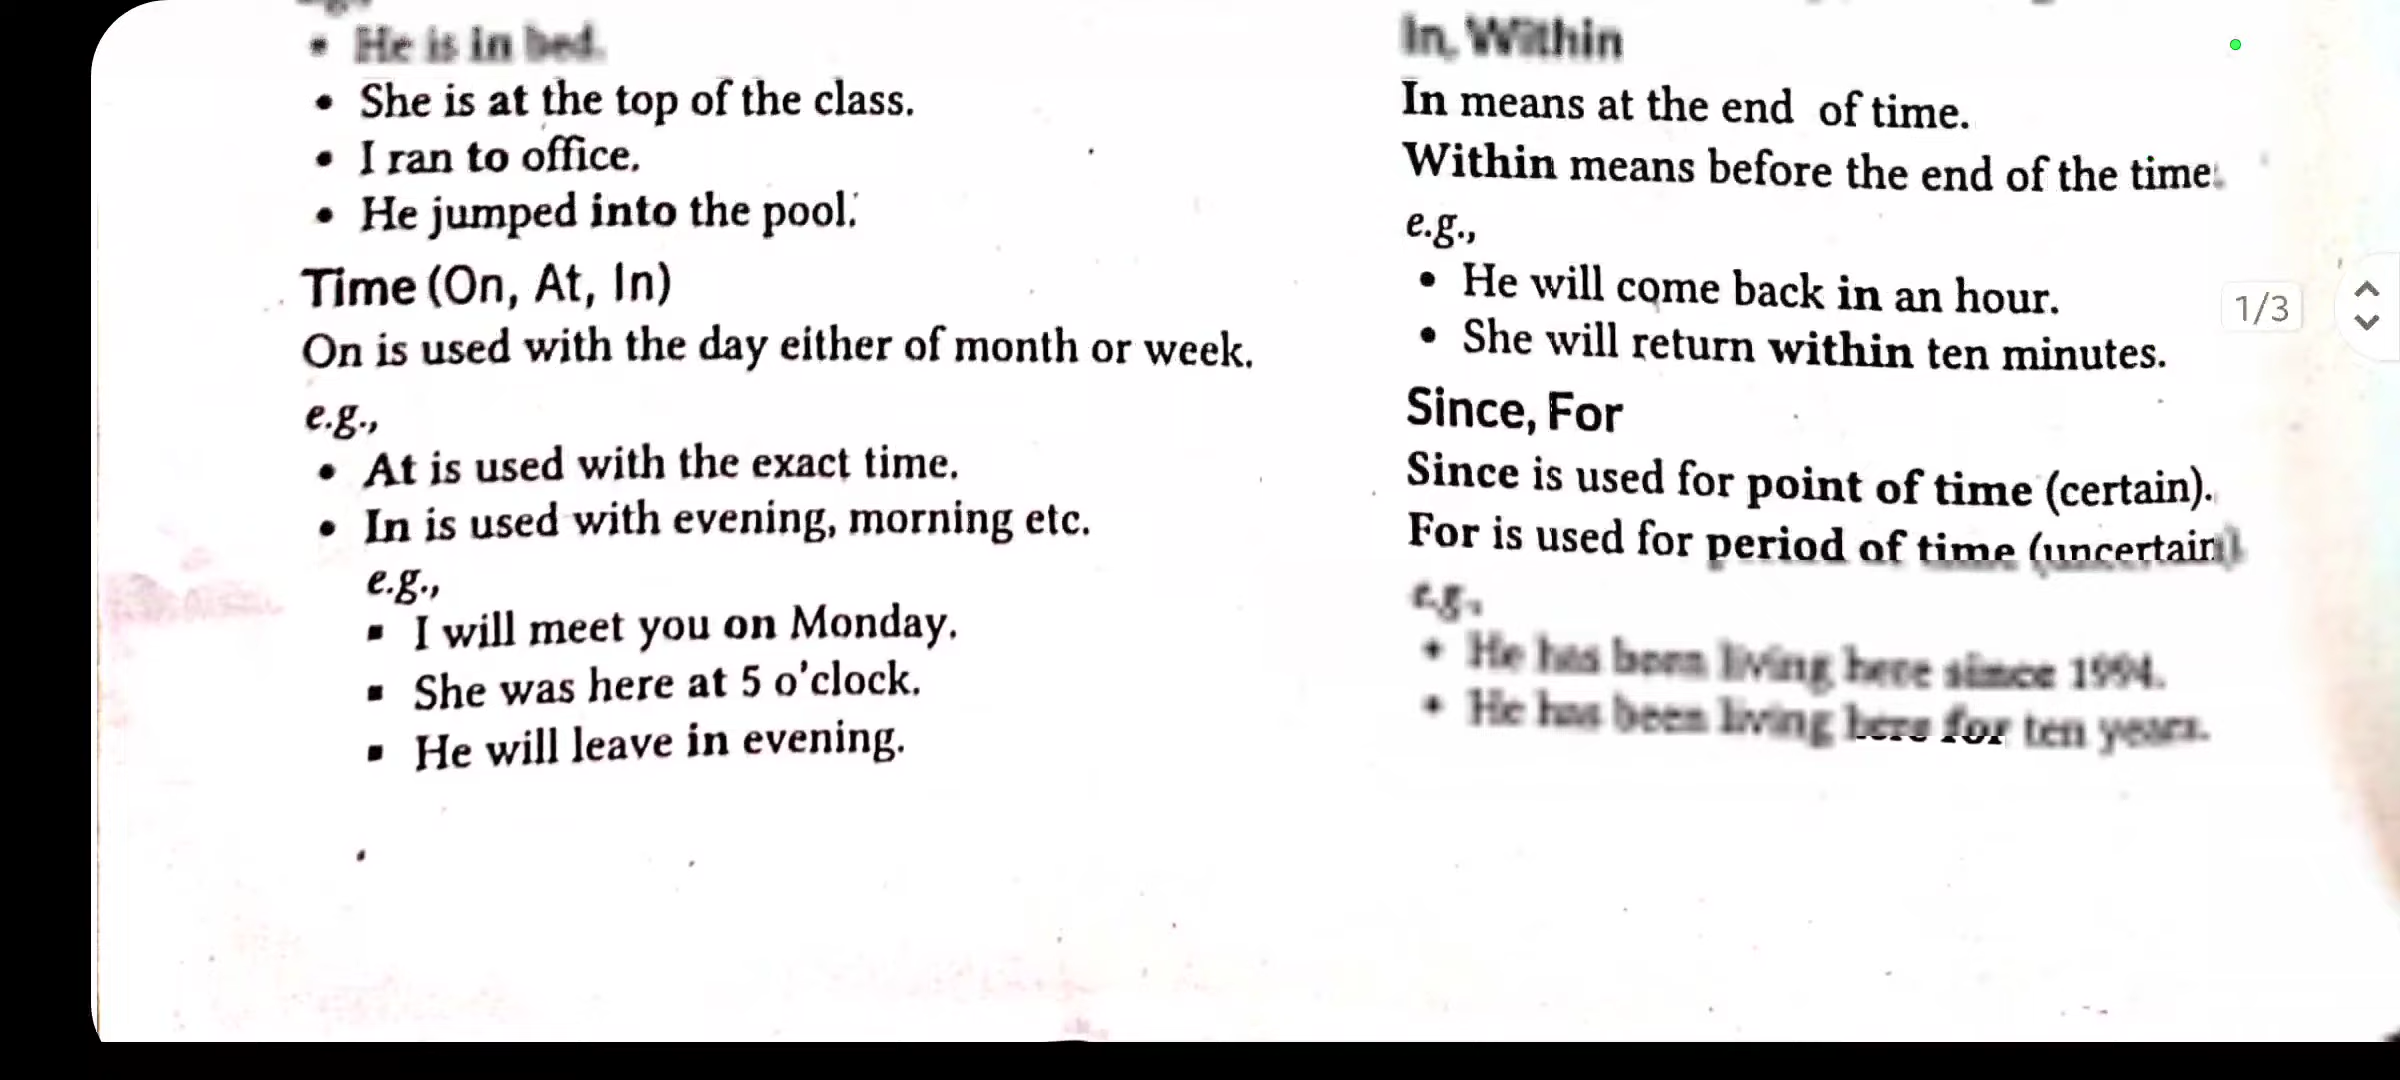 He is in bed.
She is at the top of the class.
I ran to office.
He jumped into the pool.
Time (On, At, In)
On is used with the day either of month or week.
e.g.,
At is used with the exact time.
In is used with evening, morning etc.
e.g.,
I will meet you on Monday.
She was here at 5 o'clock.
He will leave in evening.
In, Within
In means at the end of time.
Within means before the end of the time.
e.g.,
He will come back in an hour.
She will return within ten minutes.
Since, For
Since is used for point of time (certain).
For is used for period of time (uncertain)
e.g.,
He has been living here since 1994.
He has been living here for ten years.
1/3